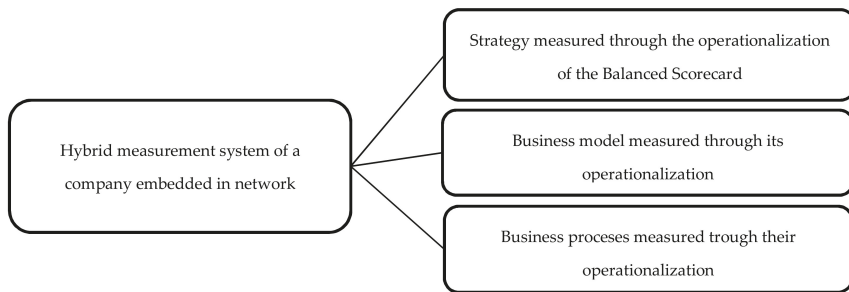 Strategy measured through the operationalization
of the Balanced Scorecard
Hybrid measurement system of a
company embedded in network
Business model measured through its
operationalization
Business proceses measured trough their
operationalization